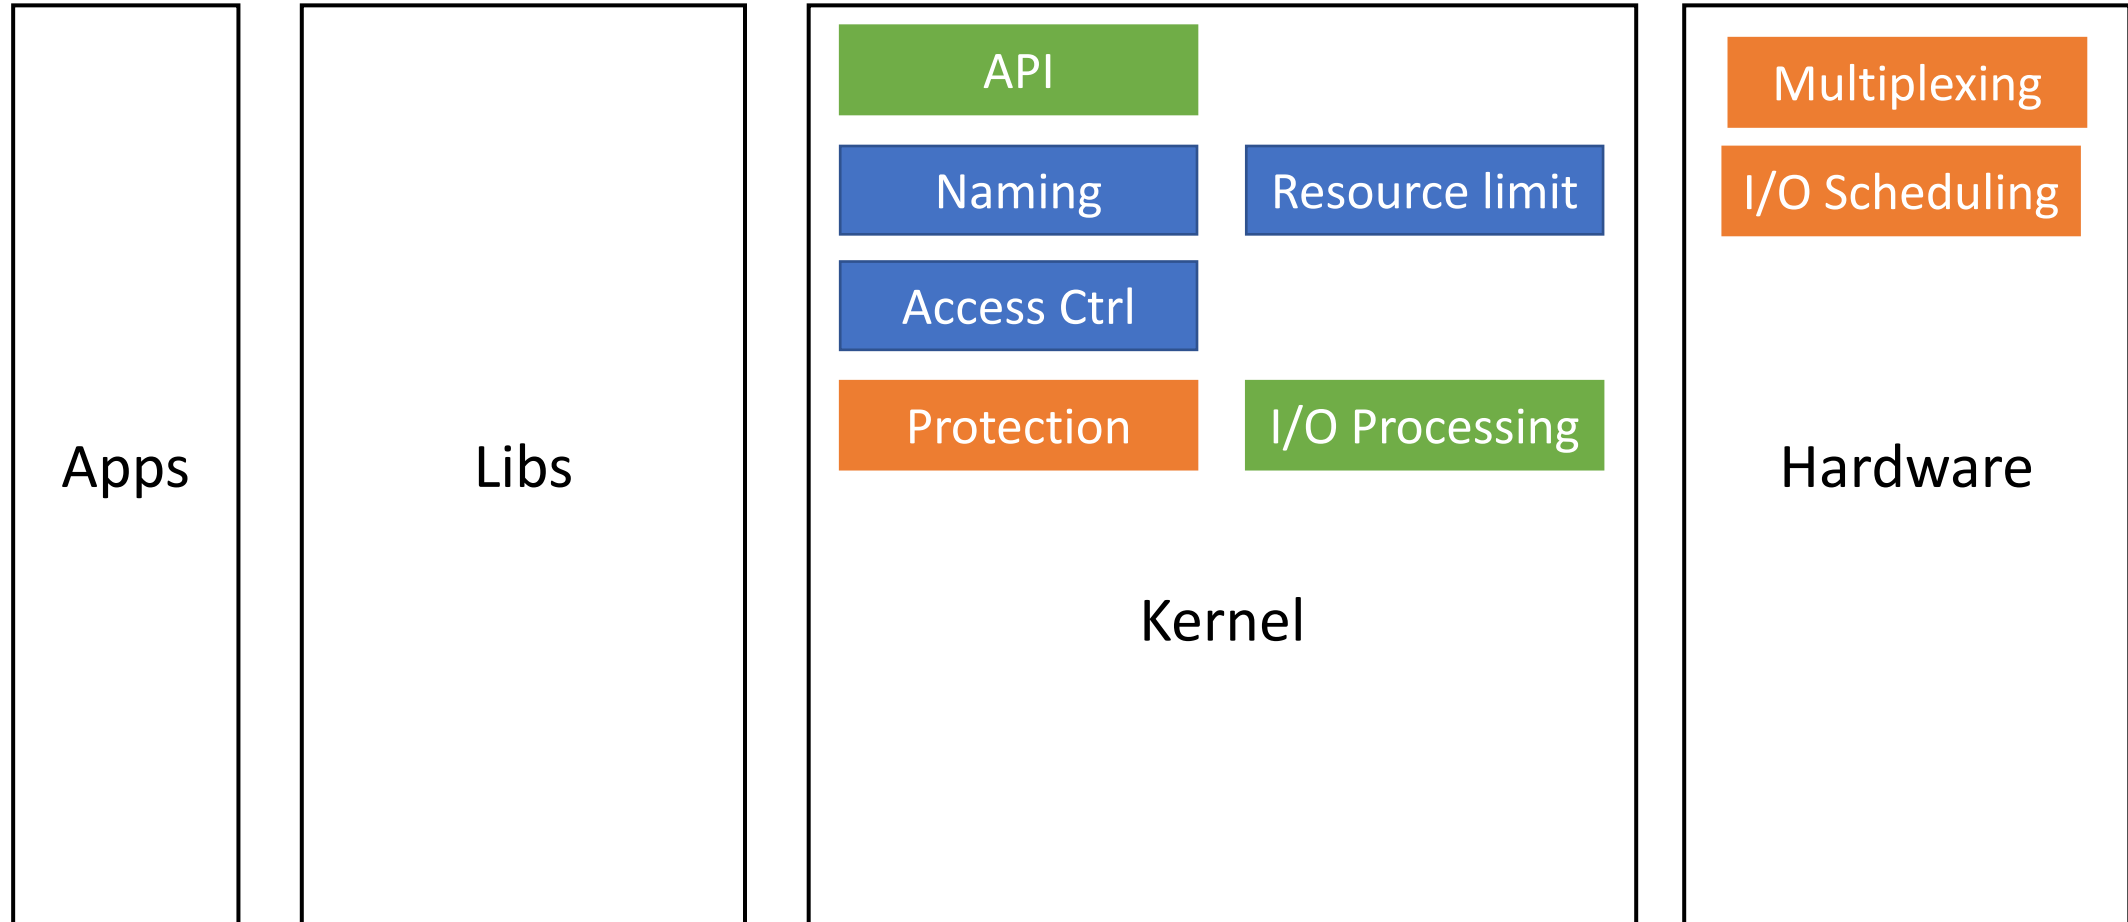 Apps
Libs
API
Naming
Resource limit
Access Ctrl
Protection
I/O Processing
Kernel
Multiplexing
I/O Scheduling
Hardware